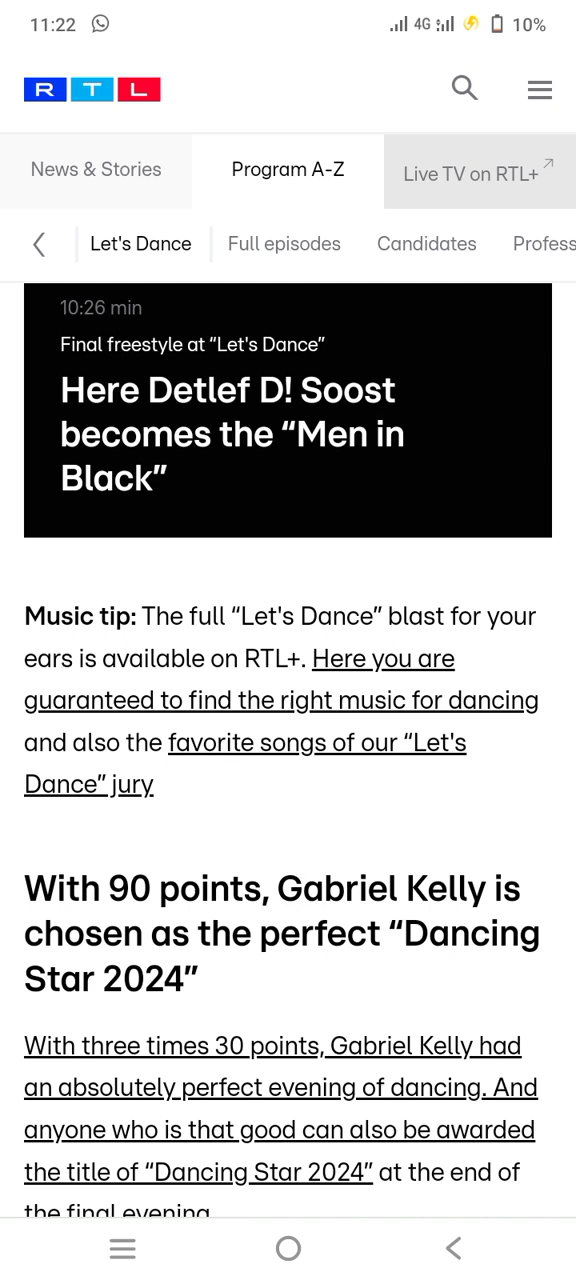 11:22 4G 10%
R T L
News & Stories Program A-Z Live TV on RTL+
Let's Dance Full episodes Candidates Profess
10:26 min
Final freestyle at “Let's Dance”
Here Detlef D! Soost
becomes the “Men in
Black”
Music tip: The full “Let's Dance” blast for your
ears is available on RTL+. Here you are
guaranteed to find the right music for dancing
and also the favorite songs of our “Let's
Dance” jury
With 90 points, Gabriel Kelly is
chosen as the perfect “Dancing
Star 2024”
With three times 30 points, Gabriel Kelly had
an absolutely perfect evening of dancing. And
anyone who is that good can also be awarded
the title of “Dancing Star 2024” at the end of
the final evening